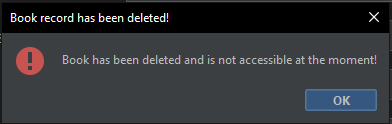 Book record has been deleted!
Book has been deleted and is not accessible at the moment!
OK